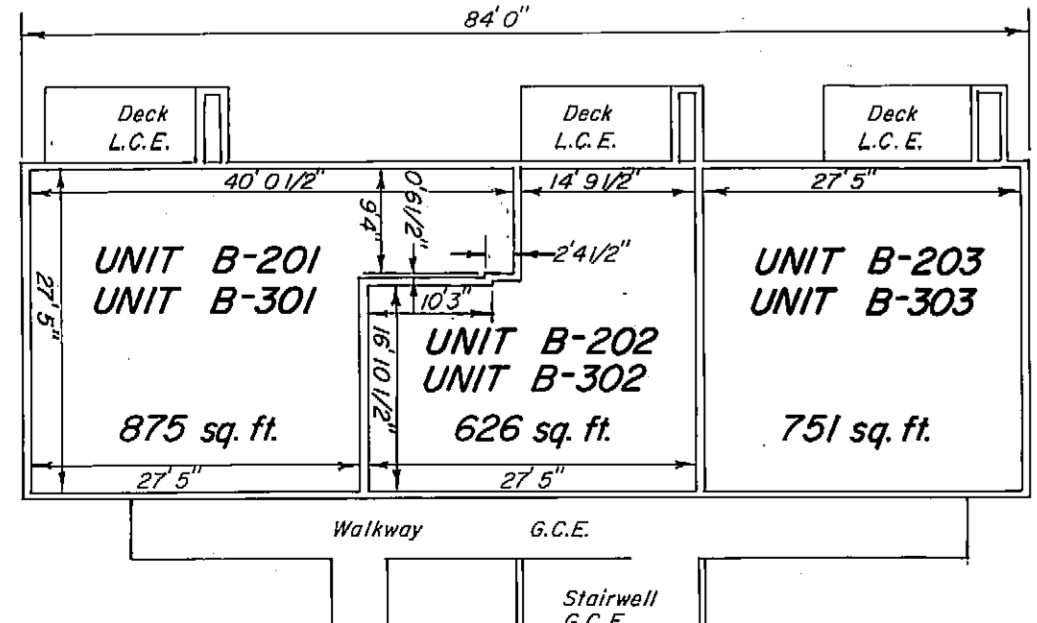 84' 0"
Deck
L.C.E.
Deck
L.C.E.
Deck
L.C.E.
40' 0 1/2"
14' 9 1/2"
27' 5"
9'4"
0'6 1/2"
2'4 1/2"
27' 5"
UNIT B-201
UNIT B-301
10'3"
16' 10 1/2"
UNIT B-202
UNIT B-302
UNIT B-203
UNIT B-303
875 sq. ft.
626 sq. ft.
751 sq. ft.
27' 5"
27' 5"
Walkway G.C.E.
Stairwell
G.C.E.